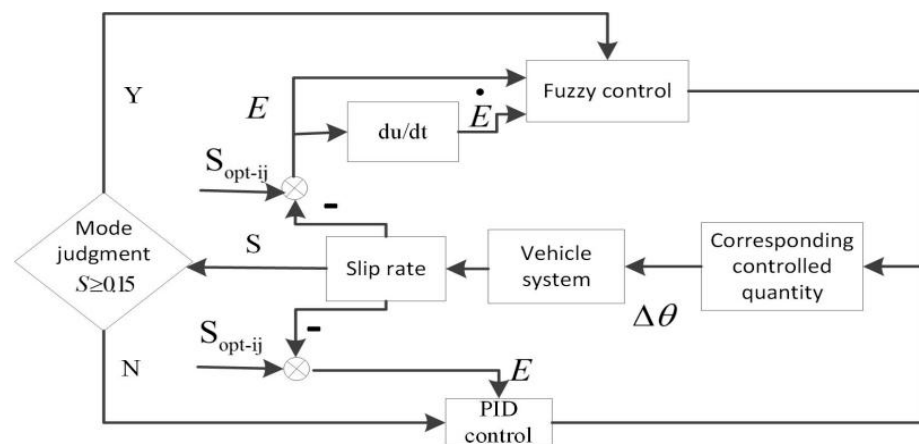 Y
Fuzzy control
E
Ė
du/dt
S_opt-ij
-
Mode
judgment
S≥0.15
S
Slip rate
Vehicle
system
Corresponding
controlled
quantity
Δθ
-
S_opt-ij
N
E
PID
control